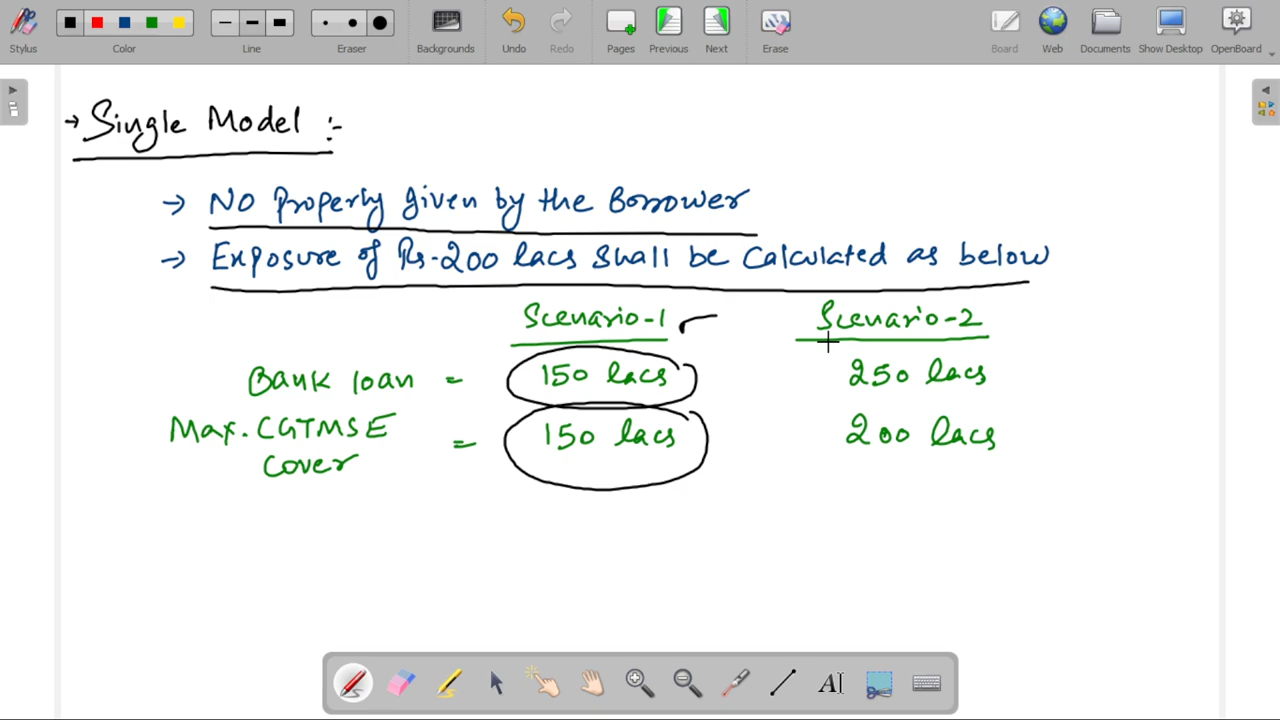 Stylus Color Line Eraser Backgrounds Undo Redo Pages Previous Next Erase Board Web Documents Show Desktop OpenBoard
→ Single Model :-
→ No Property given by the Borrower
→ Exposure of Rs.200 lacs shall be calculated as below
Scenario-1 Scenario-2
Bank loan = 150 lacs 250 lacs
Max. CGTMSE = 150 lacs 200 lacs
cover
AI